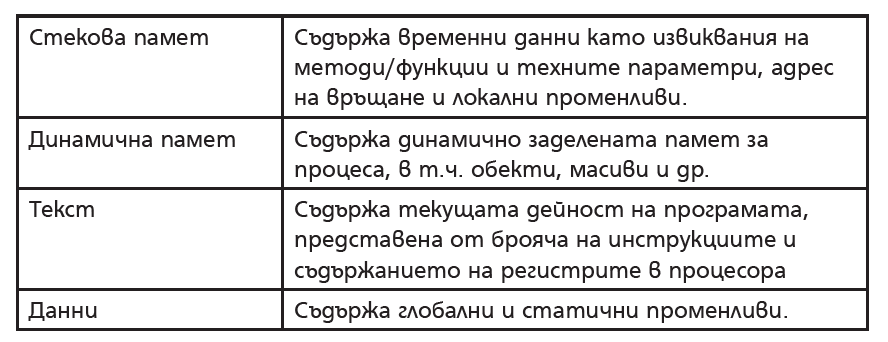 Стекова памет
Съдържа временни данни като извиквания на
методи/функции и техните параметри, адрес
на връщане и локални променливи.
Динамична памет
Съдържа динамично заделената памет за
процеса, в т.ч. обекти, масиви и др.
Текст
Съдържа текущата дейност на програмата,
представена от брояча на инструкциите и
съдържанието на регистрите в процесора
Данни
Съдържа глобални и статични променливи.